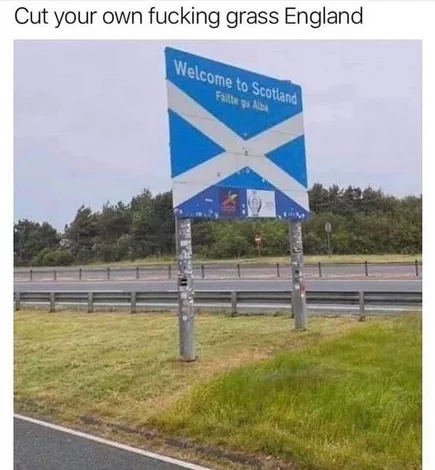 Cut your own fucking grass England
Welcome to Scotland
Fàilte gu Alba